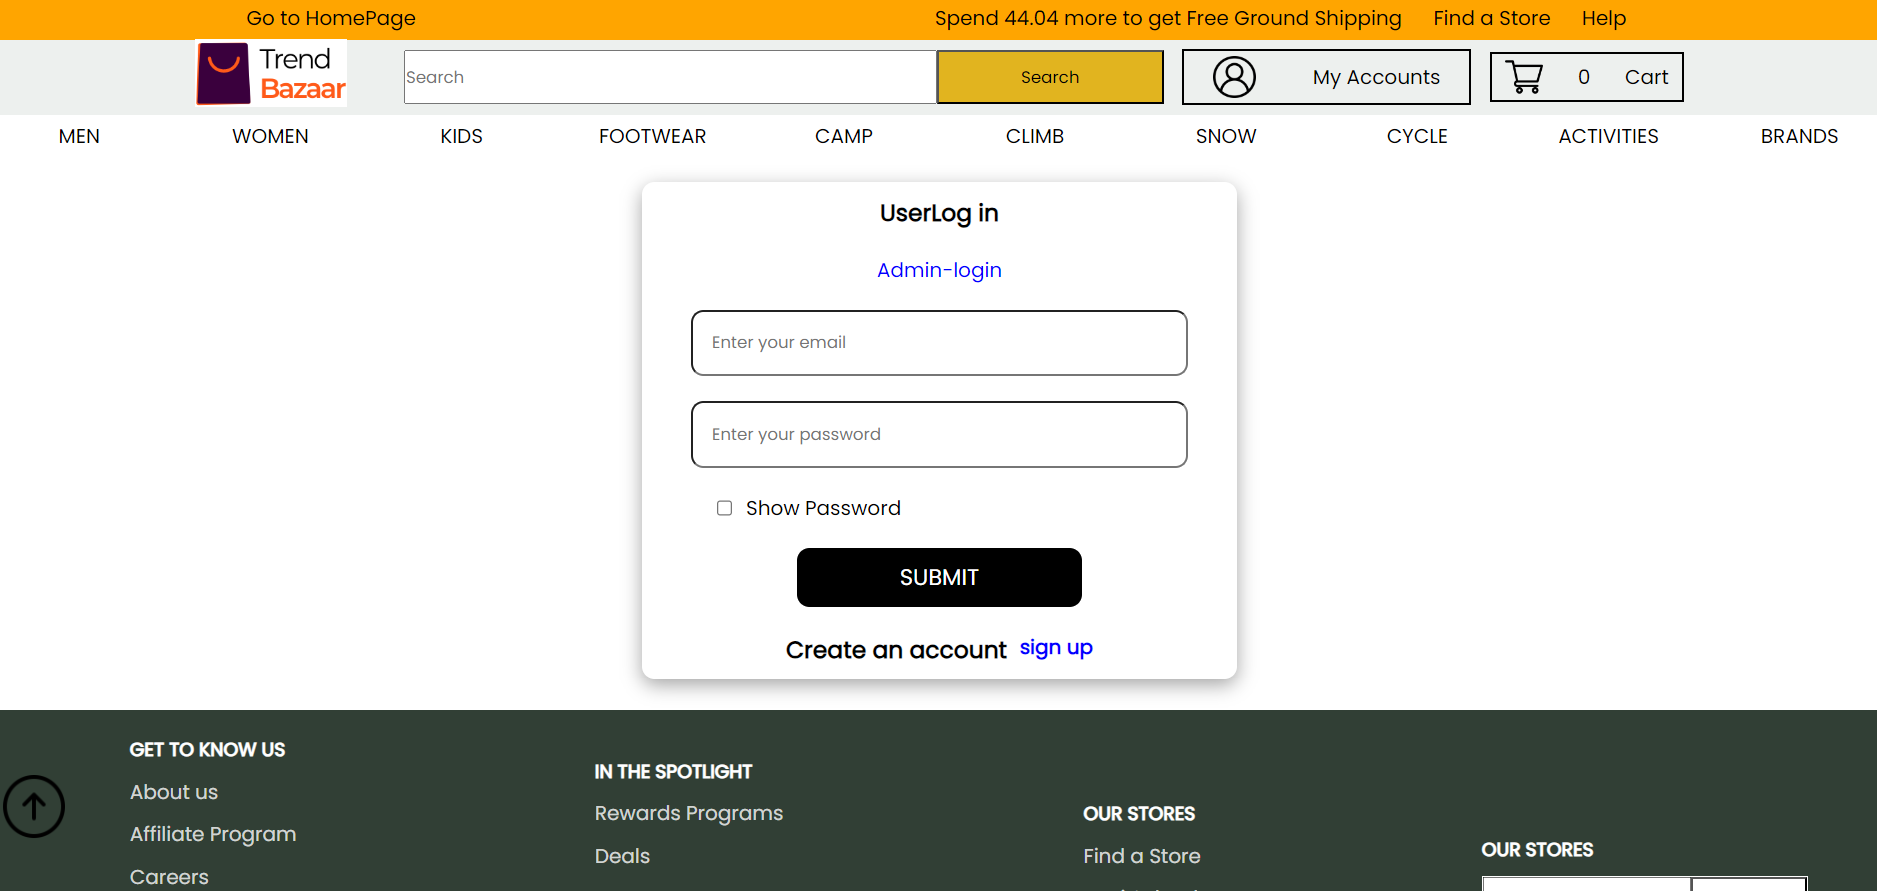 Go to HomePage
Spend 44.04 more to get Free Ground Shipping Find a Store Help
Trend
Bazaar
Search Search My Accounts 0 Cart
MEN WOMEN KIDS FOOTWEAR CAMP CLIMB SNOW CYCLE ACTIVITIES BRANDS
UserLog in
Admin-login
Enter your email
Enter your password
Show Password
SUBMIT
Create an account sign up
GET TO KNOW US
About us
Affiliate Program
Careers
IN THE SPOTLIGHT
Rewards Programs
Deals
OUR STORES
Find a Store
OUR STORES